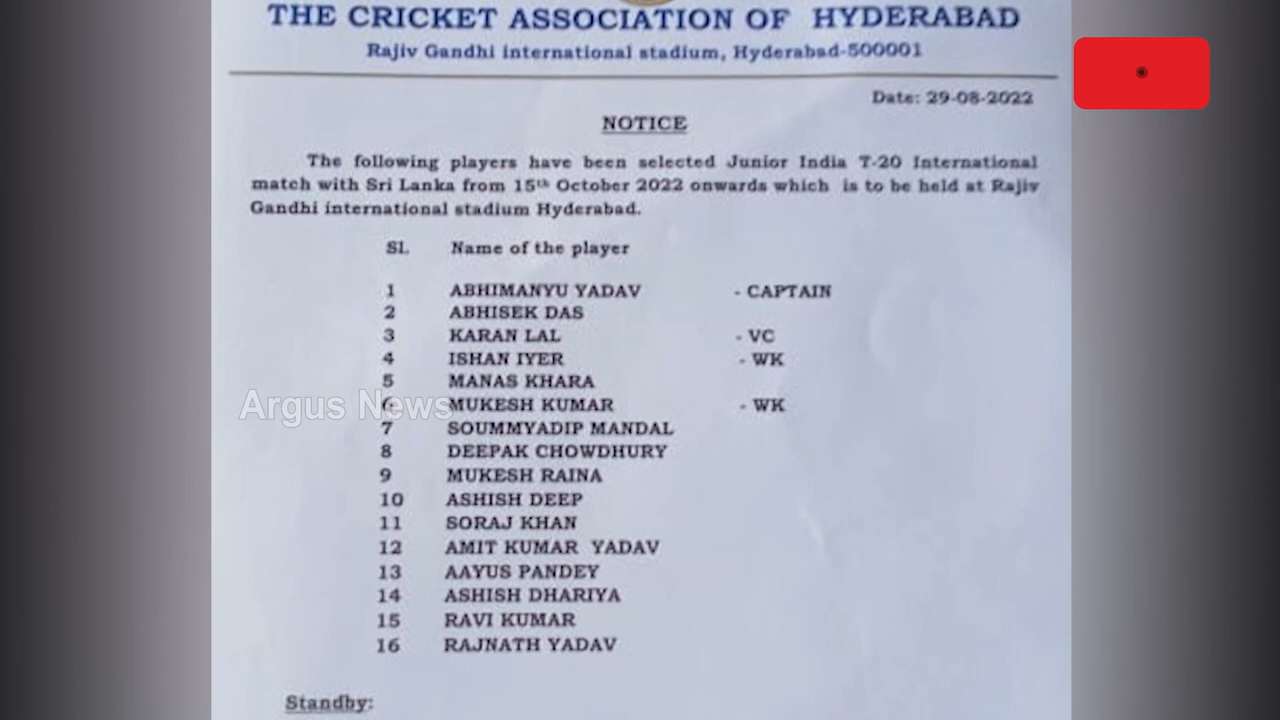 THE CRICKET ASSOCIATION OF HYDERABAD
Rajiv Gandhi international stadium, Hyderabad-500001
Date: 29-08-2022
NOTICE
The following players have been selected Junior India T-20 International
match with Sri Lanka from 15th October 2022 onwards which is to be held at Rajiv
Gandhi international stadium Hyderabad.
Sl. Name of the player
1 ABHIMANYU YADAV - CAPTAIN
2 ABHISEK DAS
3 KARAN LAL - VC
4 ISHAN IYER - WK
5 MANAS KHARA
6 MUKESH KUMAR - WK
Argus News
7 SOUMMYADIP MANDAL
8 DEEPAK CHOWDHURY
9 MUKESH RAINA
10 ASHISH DEEP
11 SORAJ KHAN
12 AMIT KUMAR YADAV
13 AAYUS PANDEY
14 ASHISH DHARIYA
15 RAVI KUMAR
16 RAJNATH YADAV
Standby: